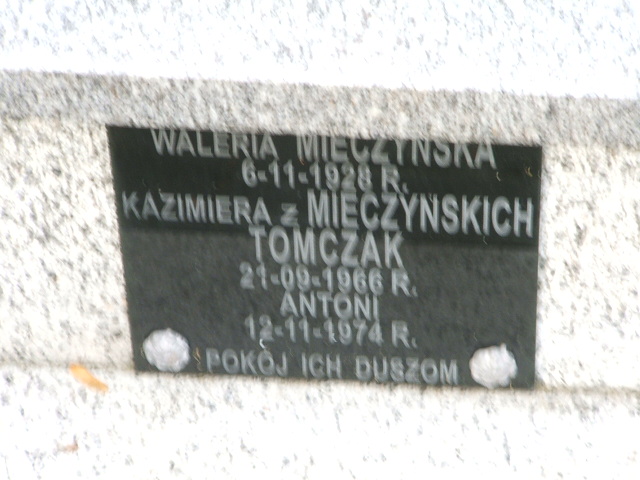 WALERIA MIECZYŃSKA
6-11-1928 R.
KAZIMIERA z MIECZYŃSKICH
TOMCZAK
21-09-1966 R.
ANTONI
12-11-1974 R.
POKÓJ ICH DUSZOM